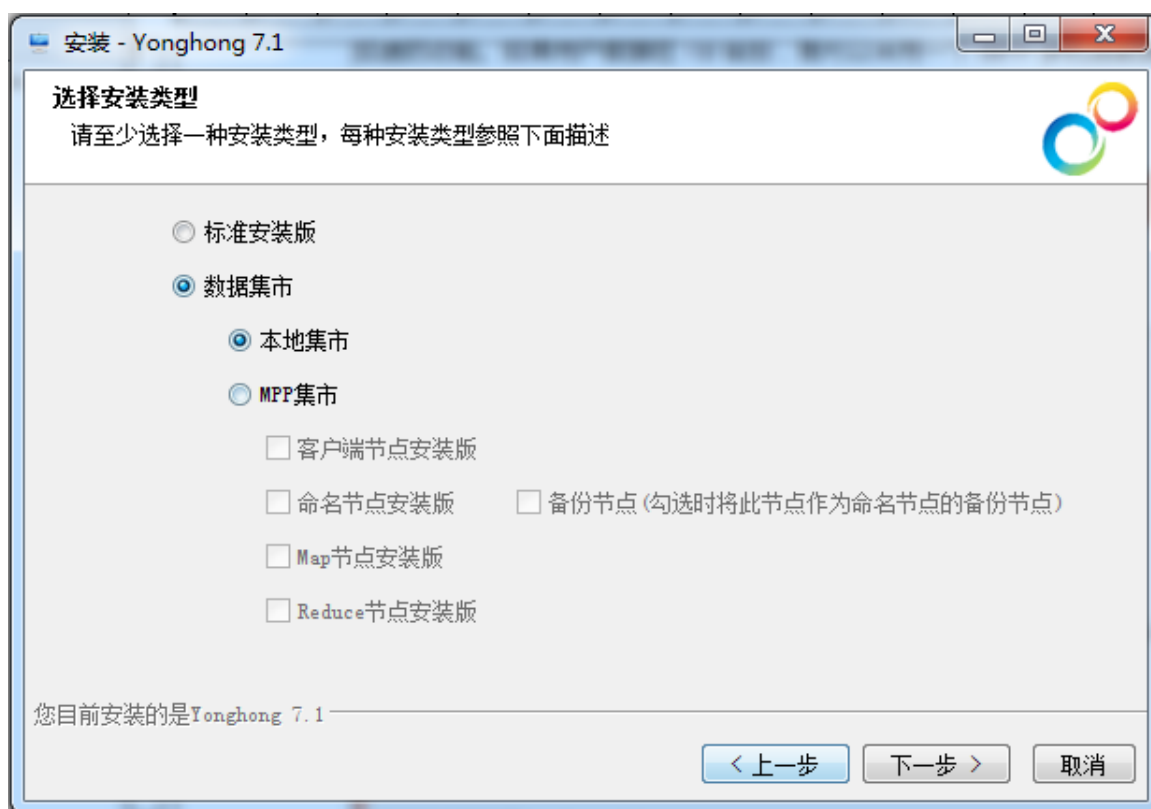 安装 - Yonghong 7.1
选择安装类型
请至少选择一种安装类型，每种安装类型参照下面描述
标准安装版
数据集市
本地集市
MPP集市
客户端节点安装版
命名节点安装版 备份节点(勾选时将此节点作为命名节点的备份节点)
Map节点安装版
Reduce节点安装版
您目前安装的是Yonghong 7.1
< 上一步 下一步 > 取消